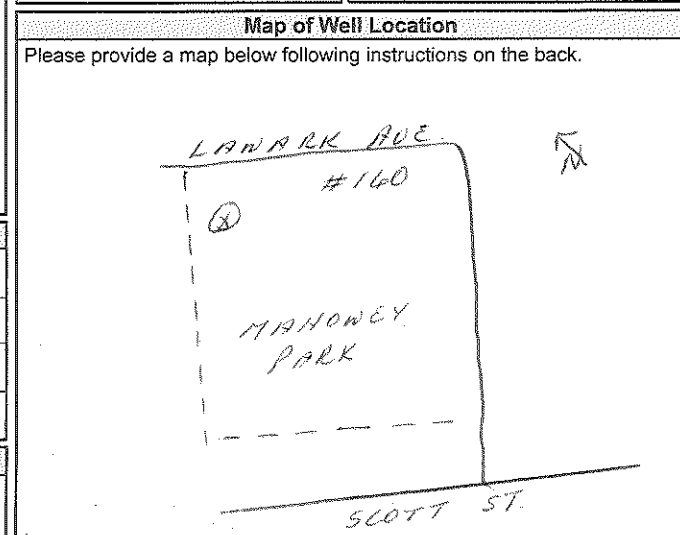 Map of Well Location
Please provide a map below following instructions on the back.
LANARK AVE.
N
#160
X
MAHONEY
PARK
SCOTT ST.